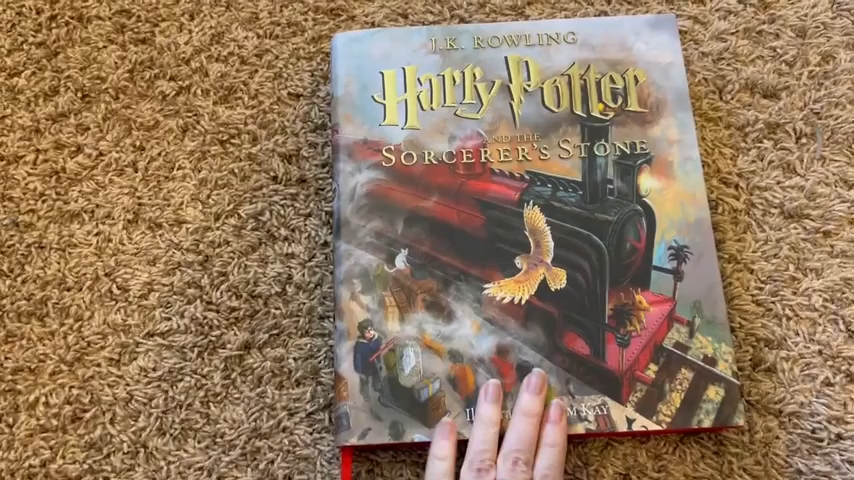 J.K. ROWLING
Harry Potter
AND THE
SORCERER'S STONE
KAY